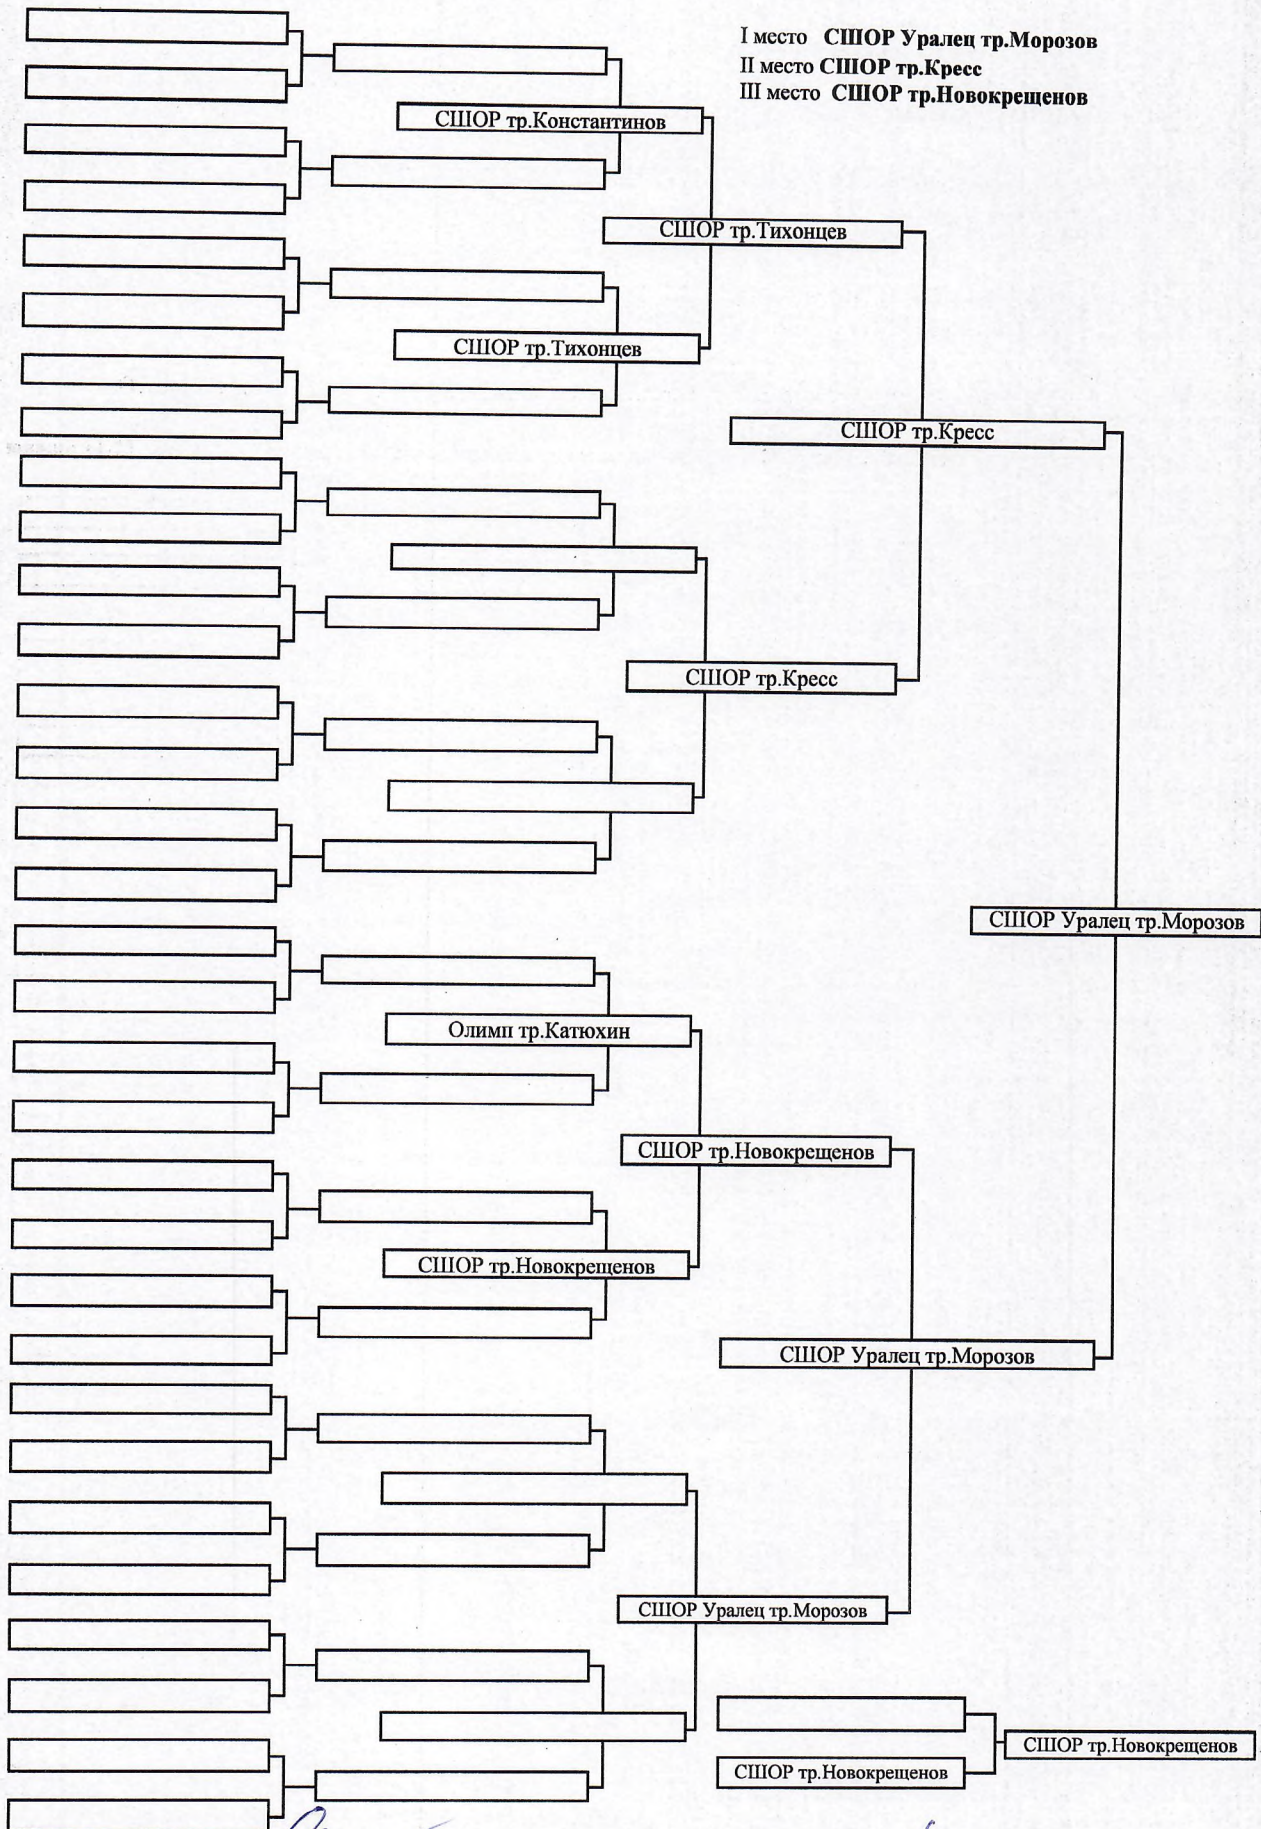 I место СШОР Уралец тр.Морозов
II место СШОР тр.Кресс
III место СШОР тр.Новокрещенов
СШОР тр.Константинов
СШОР тр.Тихонцев
СШОР тр.Тихонцев
СШОР тр.Кресс
СШОР тр.Кресс
СШОР Уралец тр.Морозов
Олимп тр.Катюхин
СШОР тр.Новокрещенов
СШОР тр.Новокрещенов
СШОР Уралец тр.Морозов
СШОР Уралец тр.Морозов
СШОР тр.Новокрещенов
СШОР тр.Новокрещенов